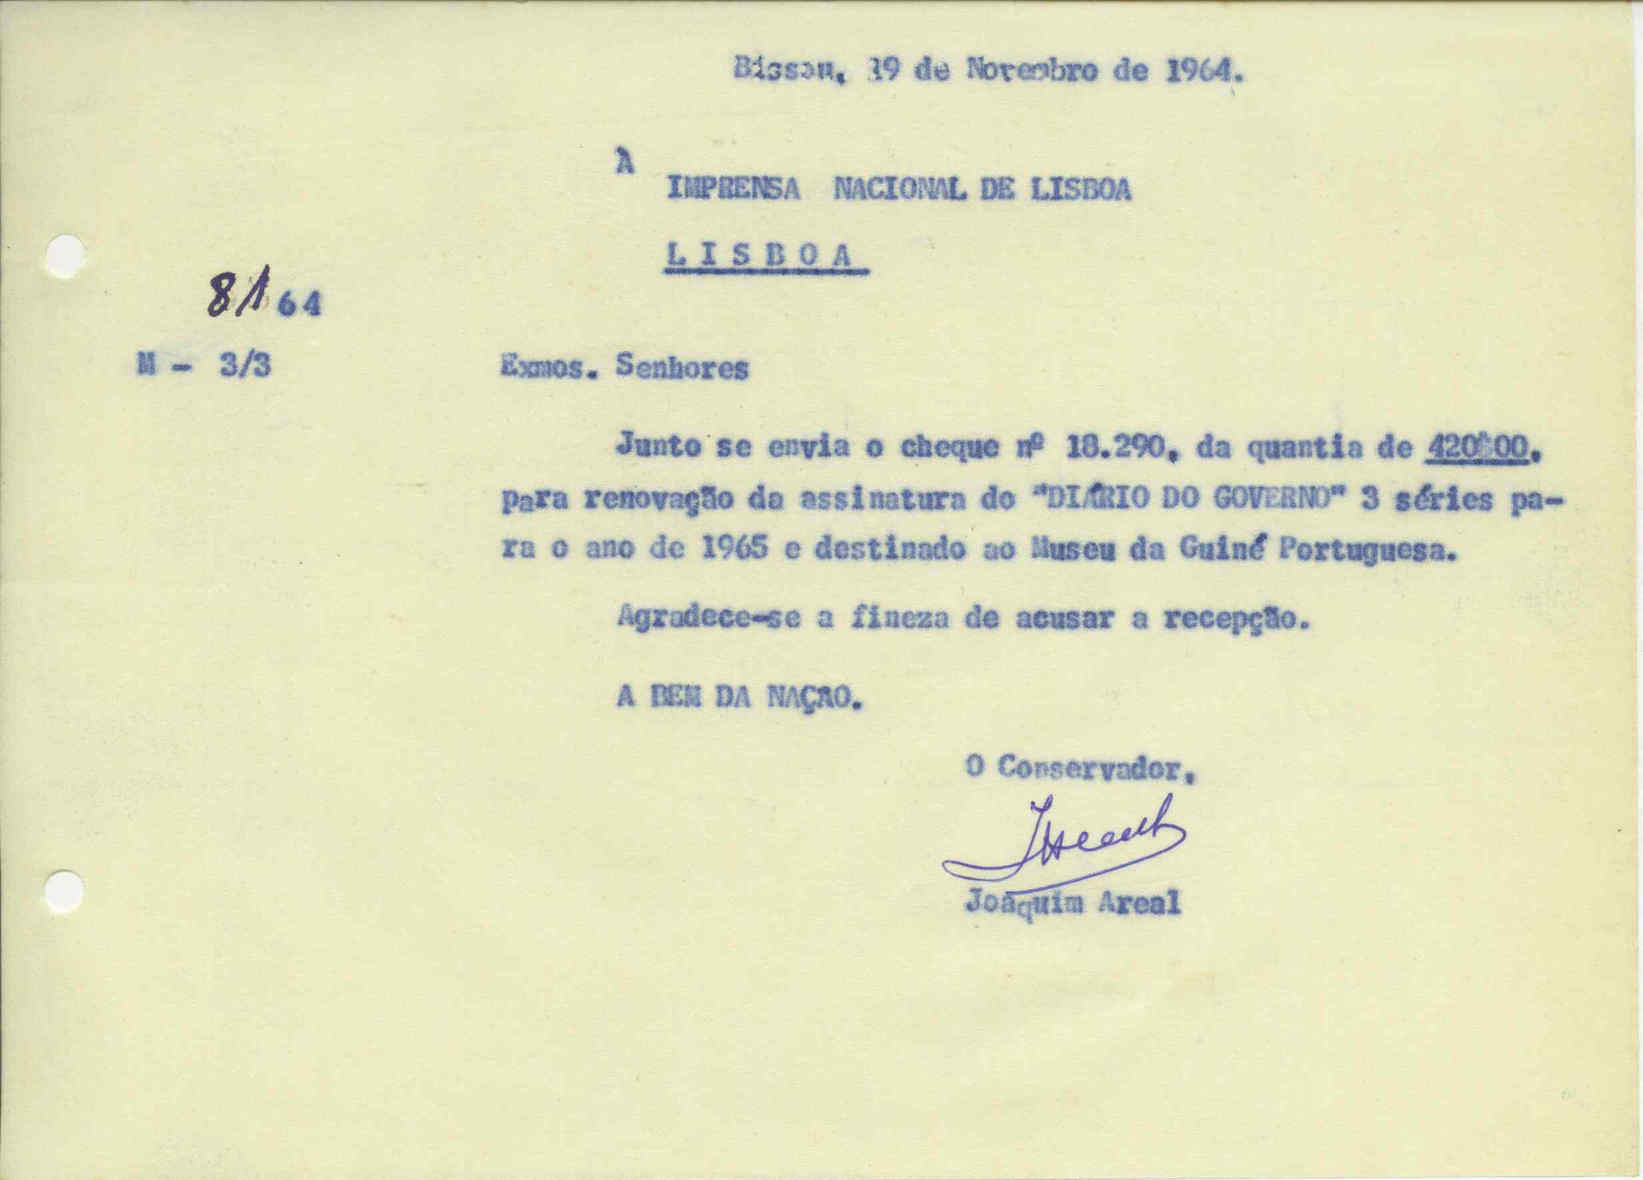 Bissau, 19 de Novembro de 1964.
À
IMPRENSA NACIONAL DE LISBOA
LISBOA
81 64
M - 3/3
Exmos. Senhores
Junto se envia o cheque nº 18.290, da quantia de 420$00,
para renovação da assinatura do "DIÁRIO DO GOVERNO" 3 séries pa-
ra o ano de 1965 e destinado ao Museu da Guiné Portuguesa.
Agradece-se a fineza de acusar a recepção.
A BEM DA NAÇÃO.
O Conservador,
Joaquim Areal